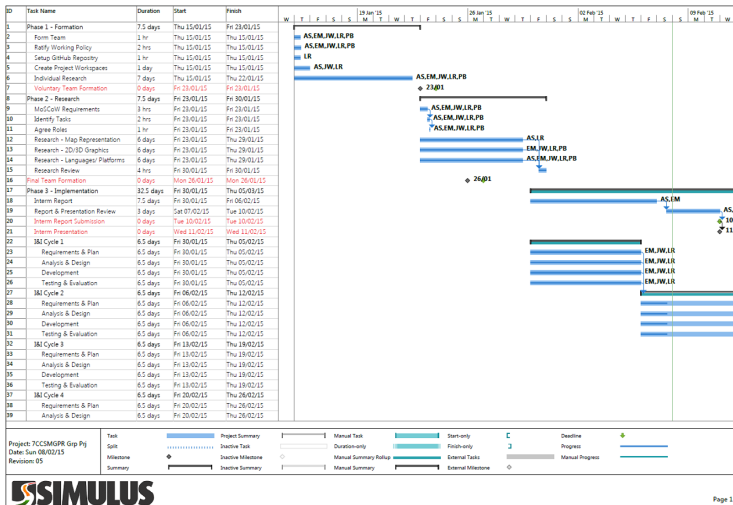 ID Task Name Duration Start Finish
19 Jan '15 26 Jan '15 02 Feb '15 09 Feb '15
W T F S S M T W T F S S M T W T F S S M T W T F S S M T W
1 Phase 1 - Formation 7.5 days Thu 15/01/15 Fri 23/01/15
2 Form Team 1 hr Thu 15/01/15 Thu 15/01/15 AS,EM,JW,LR,PB
3 Ratify Working Policy 2 hrs Thu 15/01/15 Thu 15/01/15 AS,EM,JW,LR,PB
4 Setup GitHub Repositry 1 hr Thu 15/01/15 Thu 15/01/15 LR
5 Create Project Workspaces 1 day Thu 15/01/15 Thu 15/01/15 AS,JW,LR
6 Individual Research 7 days Thu 15/01/15 Thu 22/01/15 AS,EM,JW,LR,PB
7 Voluntary Team Formation 0 days Fri 23/01/15 Fri 23/01/15 23/01
8 Phase 2 - Research 7.5 days Fri 23/01/15 Fri 30/01/15
9 MoSCoW Requirements 3 hrs Fri 23/01/15 Fri 23/01/15 AS,EM,JW,LR,PB
10 Identify Tasks 2 hrs Fri 23/01/15 Fri 23/01/15 AS,EM,JW,LR,PB
11 Agree Roles 1 hr Fri 23/01/15 Fri 23/01/15 AS,EM,JW,LR,PB
12 Research - Map Representation 6 days Fri 23/01/15 Thu 29/01/15 AS,LR
13 Research - 2D/3D Graphics 6 days Fri 23/01/15 Thu 29/01/15 EM,JW,LR,PB
14 Research - Languages/ Platforms 6 days Fri 23/01/15 Thu 29/01/15 AS,EM,JW,LR,PB
15 Research Review 4 hrs Fri 30/01/15 Fri 30/01/15
16 Final Team Formation 0 days Mon 26/01/15 Mon 26/01/15 26/01
17 Phase 3 - Implementation 32.5 days Fri 30/01/15 Thu 05/03/15
18 Interm Report 7.5 days Fri 30/01/15 Fri 06/02/15 AS,EM
19 Report & Presentation Review 3 days Sat 07/02/15 Tue 10/02/15 AS,
20 Interm Report Submission 0 days Tue 10/02/15 Tue 10/02/15 10
21 Interim Presentation 0 days Wed 11/02/15 Wed 11/02/15 11
22 I&I Cycle 1 6.5 days Fri 30/01/15 Thu 05/02/15
23 Requirements & Plan 6.5 days Fri 30/01/15 Thu 05/02/15 EM,JW,LR
24 Analysis & Design 6.5 days Fri 30/01/15 Thu 05/02/15 EM,JW,LR
25 Development 6.5 days Fri 30/01/15 Thu 05/02/15 EM,JW,LR
26 Testing & Evaluation 6.5 days Fri 30/01/15 Thu 05/02/15 EM,JW,LR
27 I&I Cycle 2 6.5 days Fri 06/02/15 Thu 12/02/15
28 Requirements & Plan 6.5 days Fri 06/02/15 Thu 12/02/15
29 Analysis & Design 6.5 days Fri 06/02/15 Thu 12/02/15
30 Development 6.5 days Fri 06/02/15 Thu 12/02/15
31 Testing & Evaluation 6.5 days Fri 06/02/15 Thu 12/02/15
32 I&I Cycle 3 6.5 days Fri 13/02/15 Thu 19/02/15
33 Requirements & Plan 6.5 days Fri 13/02/15 Thu 19/02/15
34 Analysis & Design 6.5 days Fri 13/02/15 Thu 19/02/15
35 Development 6.5 days Fri 13/02/15 Thu 19/02/15
36 Testing & Evaluation 6.5 days Fri 13/02/15 Thu 19/02/15
37 I&I Cycle 4 6.5 days Fri 20/02/15 Thu 26/02/15
38 Requirements & Plan 6.5 days Fri 20/02/15 Thu 26/02/15
39 Analysis & Design 6.5 days Fri 20/02/15 Thu 26/02/15
Project: 7CCSMGPR Grp Prj
Date: Sun 08/02/15
Revision: 05
Task Project Summary Manual Task Start-only Deadline
Split Inactive Task Duration-only Finish-only Progress
Milestone Inactive Milestone Manual Summary Rollup External Tasks Manual Progress
Summary Inactive Summary Manual Summary External Milestone
SIMULUS
Page 1